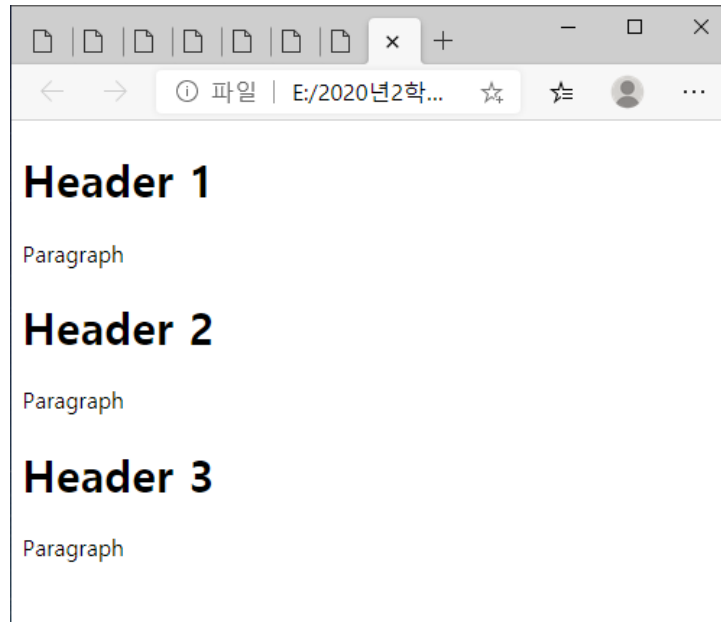 파일 E:/2020년2학...
Header 1
Paragraph
Header 2
Paragraph
Header 3
Paragraph